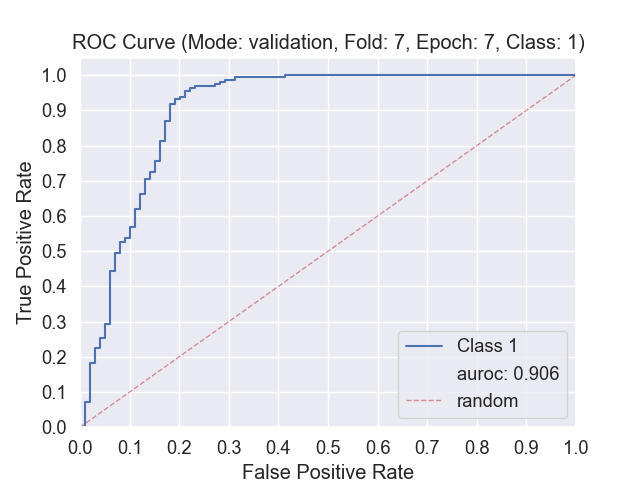 ROC Curve (Mode: validation, Fold: 7, Epoch: 7, Class: 1)
True Positive Rate
1.0
0.9
0.8
0.7
0.6
0.5
0.4
0.3
0.2
0.1
0.0
0.0 0.1 0.2 0.3 0.4 0.5 0.6 0.7 0.8 0.9 1.0
False Positive Rate
Class 1
auroc: 0.906
random